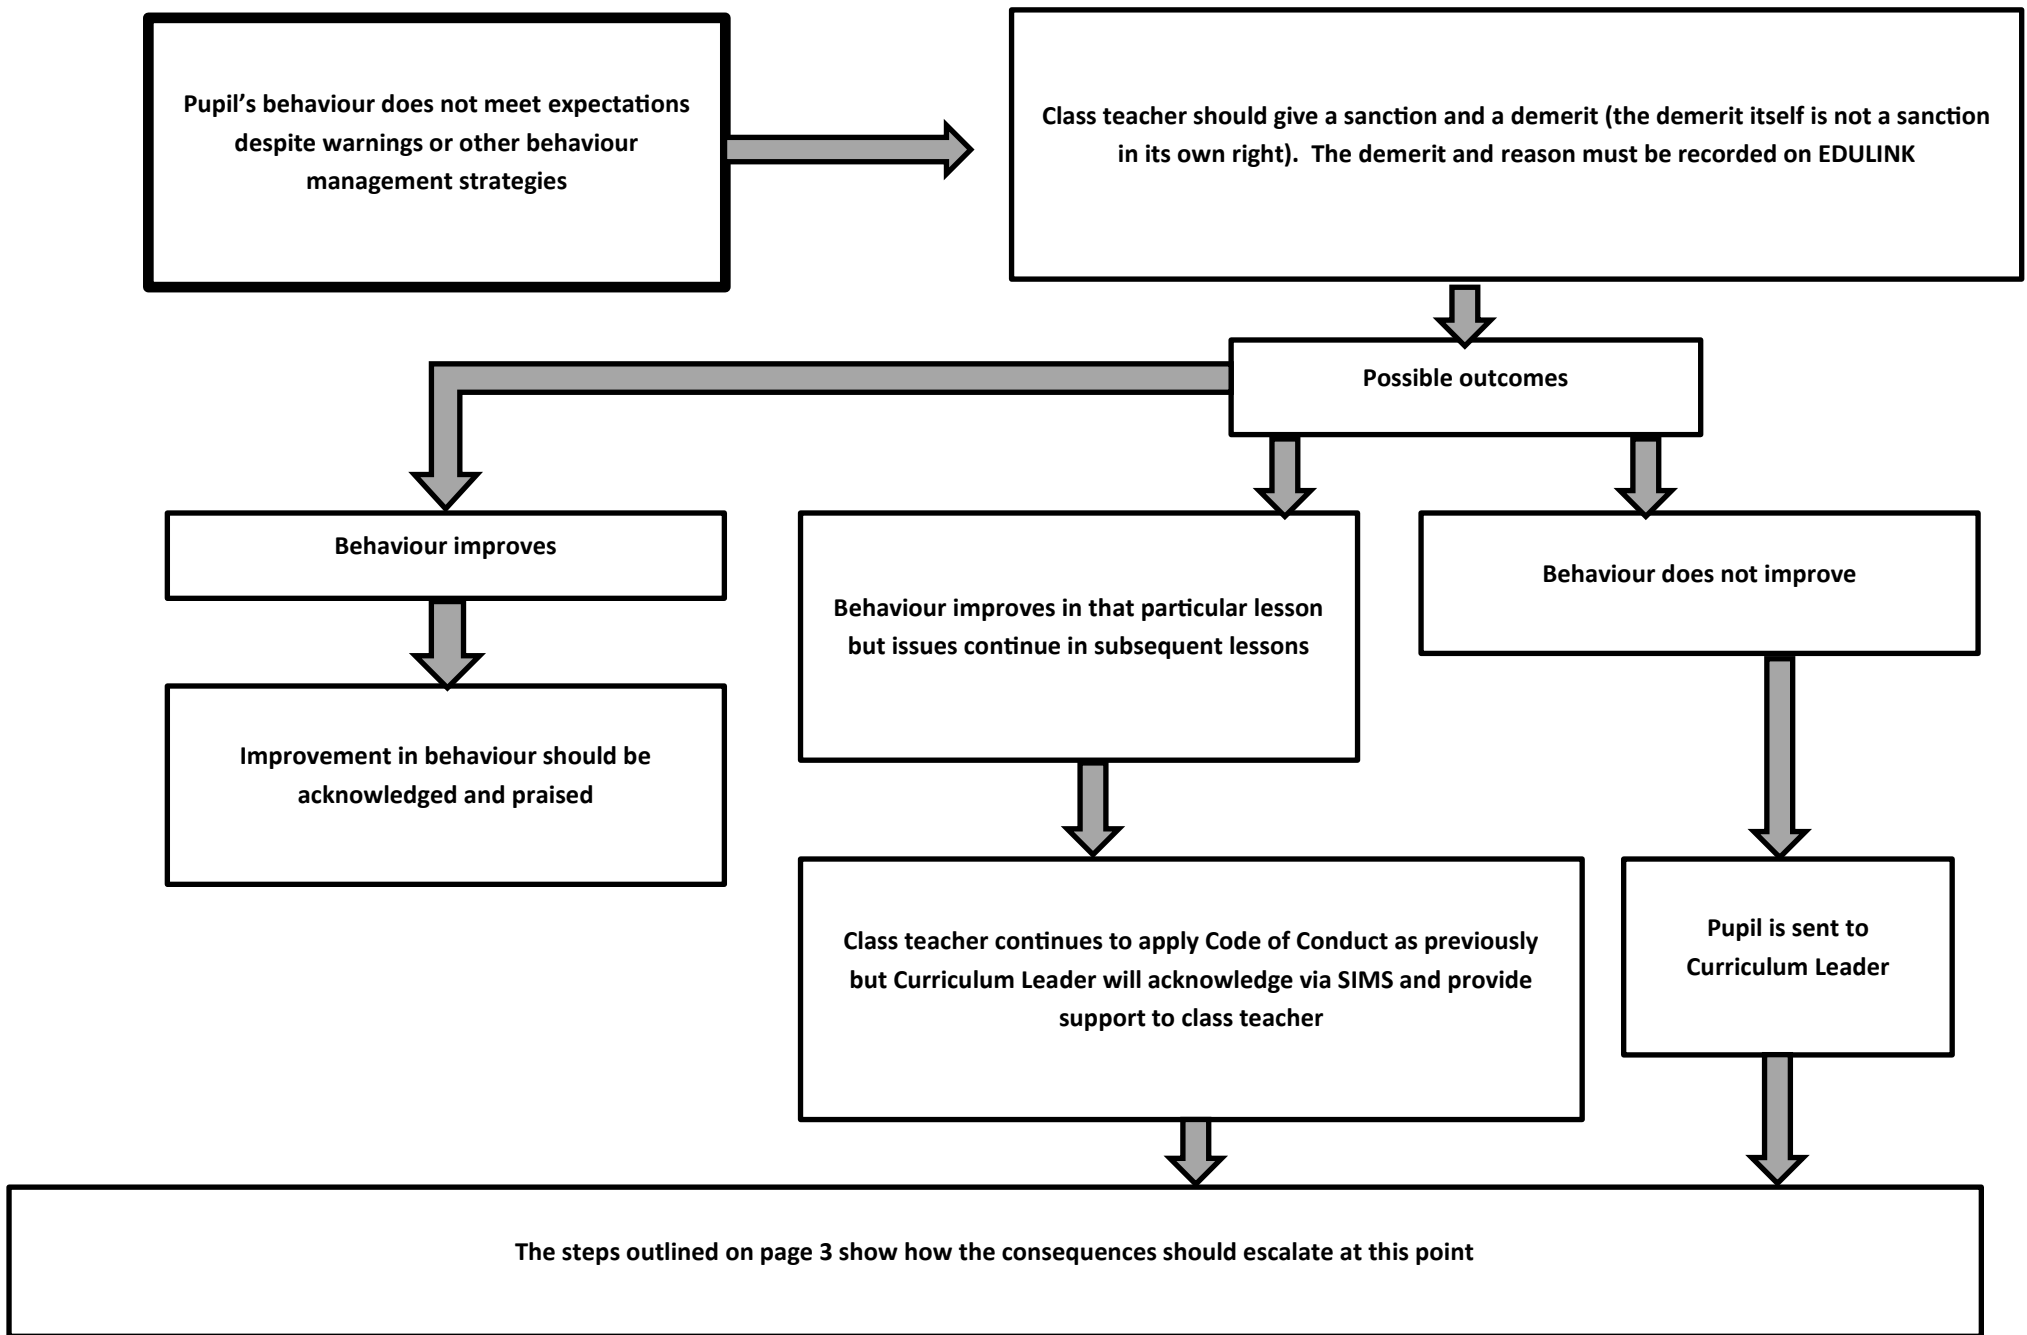 Pupil’s behaviour does not meet expectations
despite warnings or other behaviour
management strategies
Class teacher should give a sanction and a demerit (the demerit itself is not a sanction
in its own right).  The demerit and reason must be recorded on EDULINK
Possible outcomes
Behaviour improves
Improvement in behaviour should be
acknowledged and praised
Behaviour improves in that particular lesson
but issues continue in subsequent lessons
Behaviour does not improve
Class teacher continues to apply Code of Conduct as previously
but Curriculum Leader will acknowledge via SIMS and provide
support to class teacher
Pupil is sent to
Curriculum Leader
The steps outlined on page 3 show how the consequences should escalate at this point